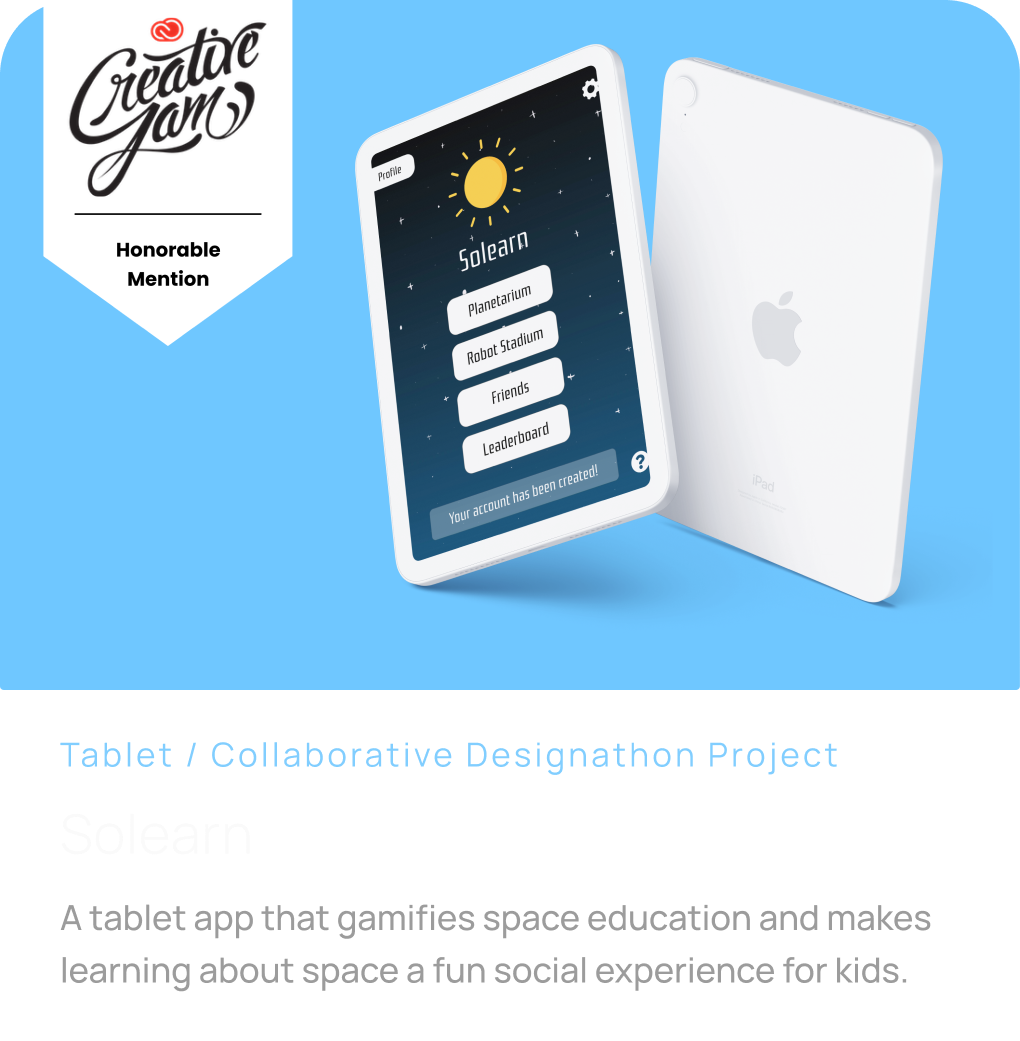 Creative
Jam
Honorable
Mention
Profile
Solearn
Planetarium
Robot Stadium
Friends
Leaderboard
Your account has been created!
?
iPad
Tablet / Collaborative Designathon Project
Solearn
A tablet app that gamifies space education and makes
learning about space a fun social experience for kids.